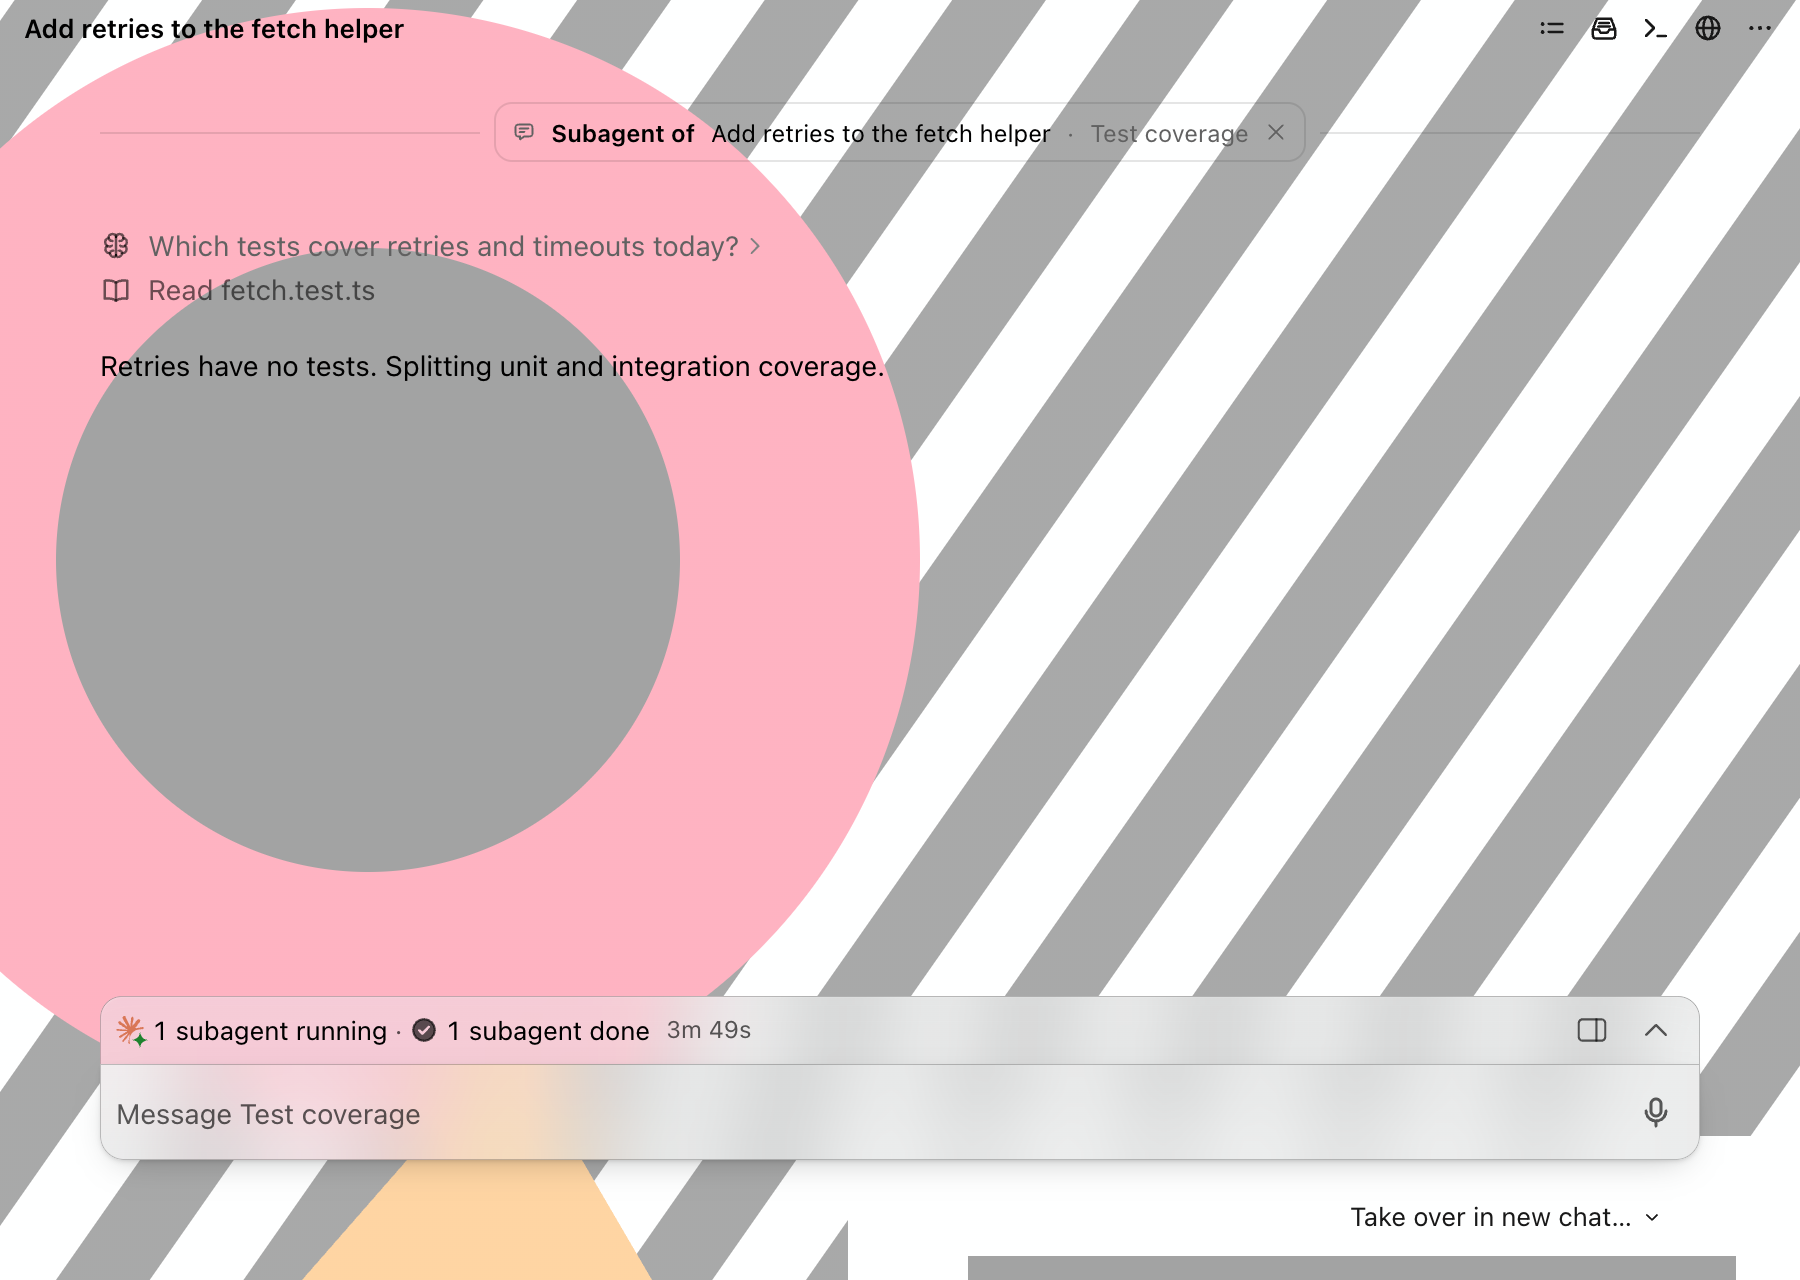 Add retries to the fetch helper
Subagent of Add retries to the fetch helper · Test coverage
Which tests cover retries and timeouts today?
Read fetch.test.ts
Retries have no tests. Splitting unit and integration coverage.
1 subagent running · 1 subagent done 3m 49s
Message Test coverage
Take over in new chat...